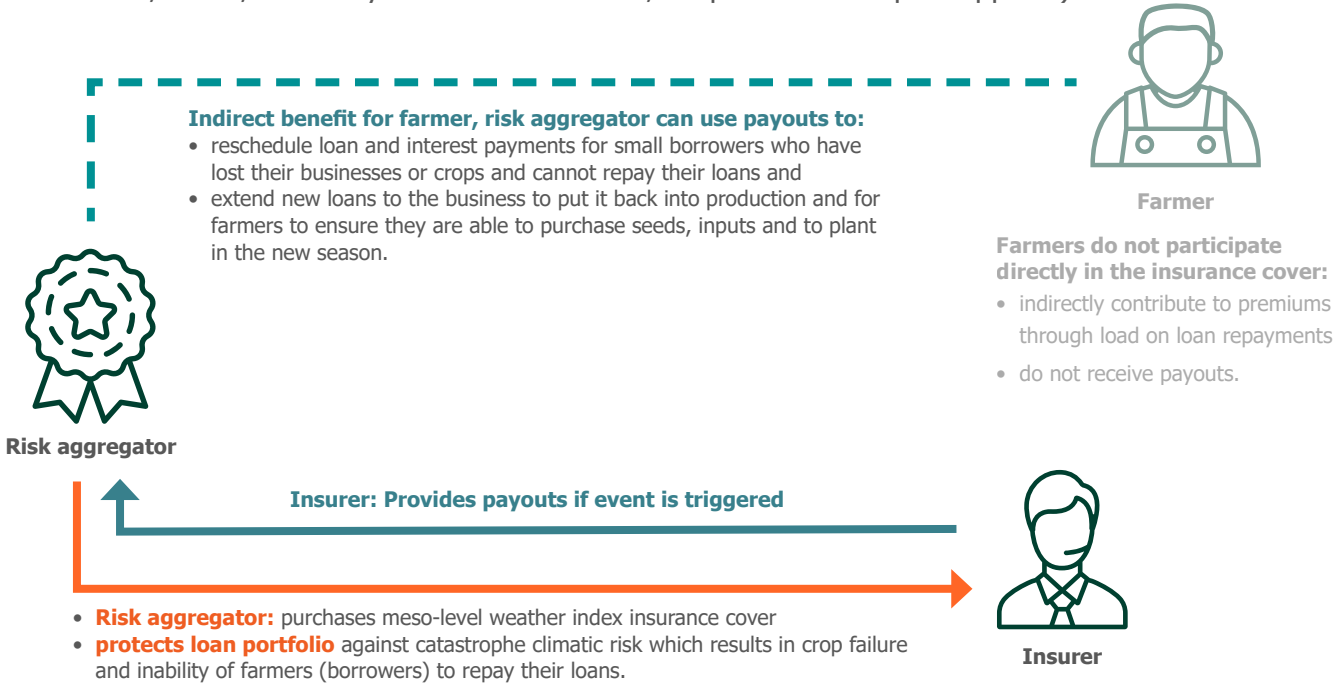 Indirect benefit for farmer, risk aggregator can use payouts to:
• reschedule loan and interest payments for small borrowers who have
lost their businesses or crops and cannot repay their loans and
• extend new loans to the business to put it back into production and for
farmers to ensure they are able to purchase seeds, inputs and to plant
in the new season.
Farmer
Farmers do not participate
directly in the insurance cover:
• indirectly contribute to premiums
through load on loan repayments
• do not receive payouts.
Risk aggregator
Insurer: Provides payouts if event is triggered
• Risk aggregator: purchases meso-level weather index insurance cover
• protects loan portfolio against catastrophe climatic risk which results in crop failure
and inability of farmers (borrowers) to repay their loans.
Insurer